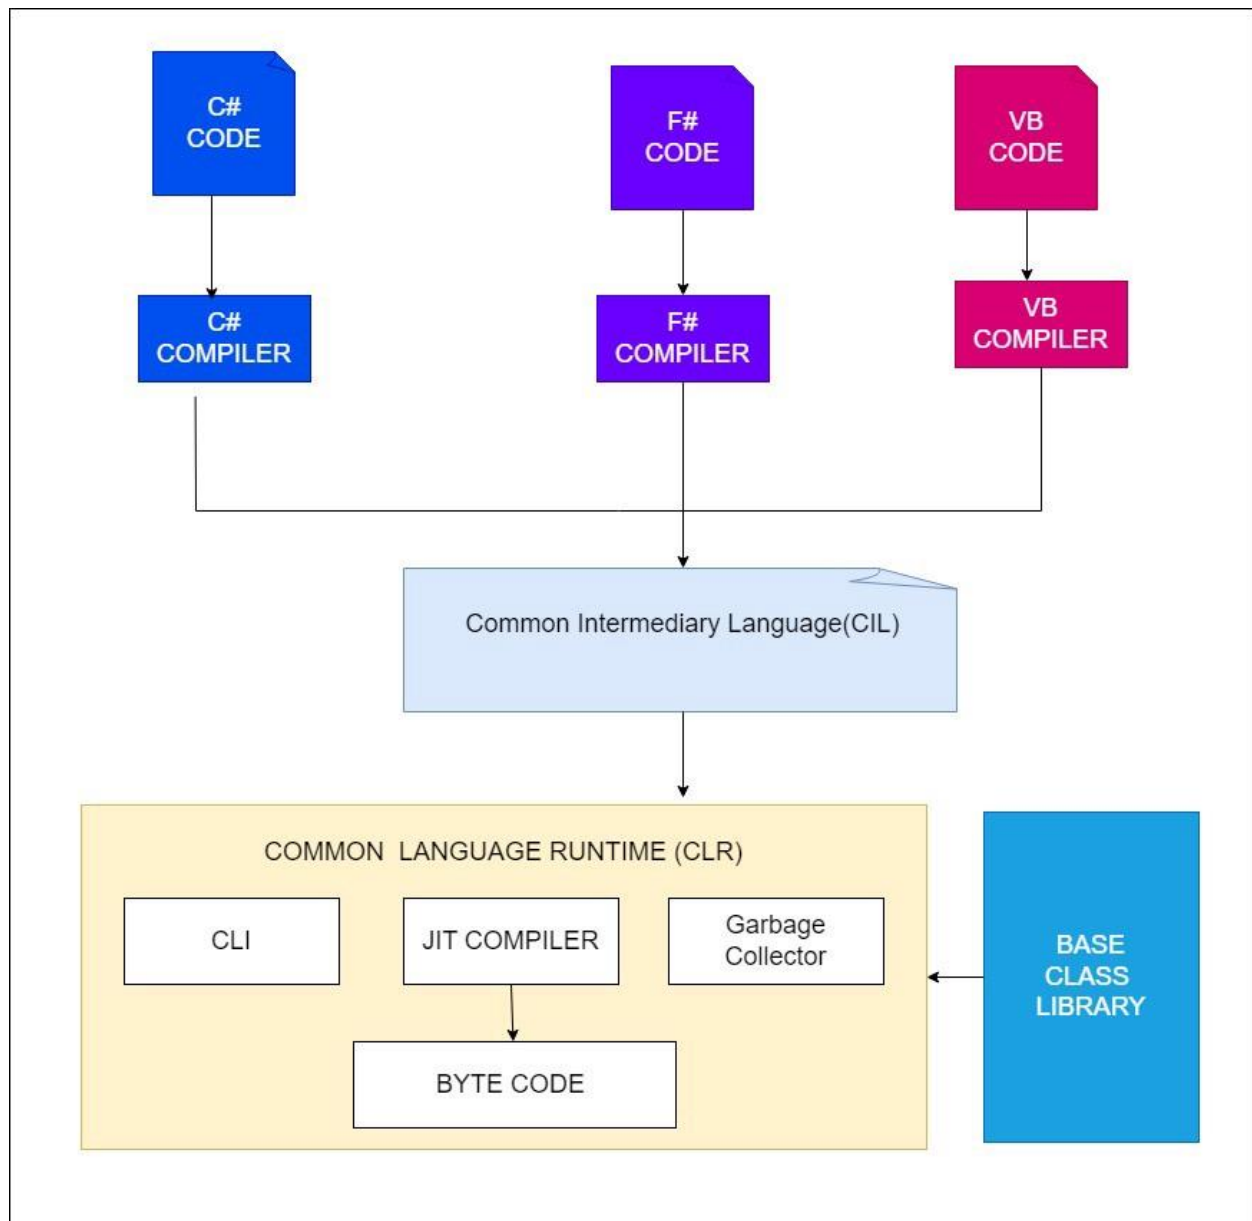 C#
CODE
F#
CODE
VB
CODE
C#
COMPILER
F#
COMPILER
VB
COMPILER
Common Intermediary Language(CIL)
COMMON  LANGUAGE RUNTIME (CLR)
CLI
JIT COMPILER
Garbage
Collector
BYTE CODE
BASE
CLASS
LIBRARY